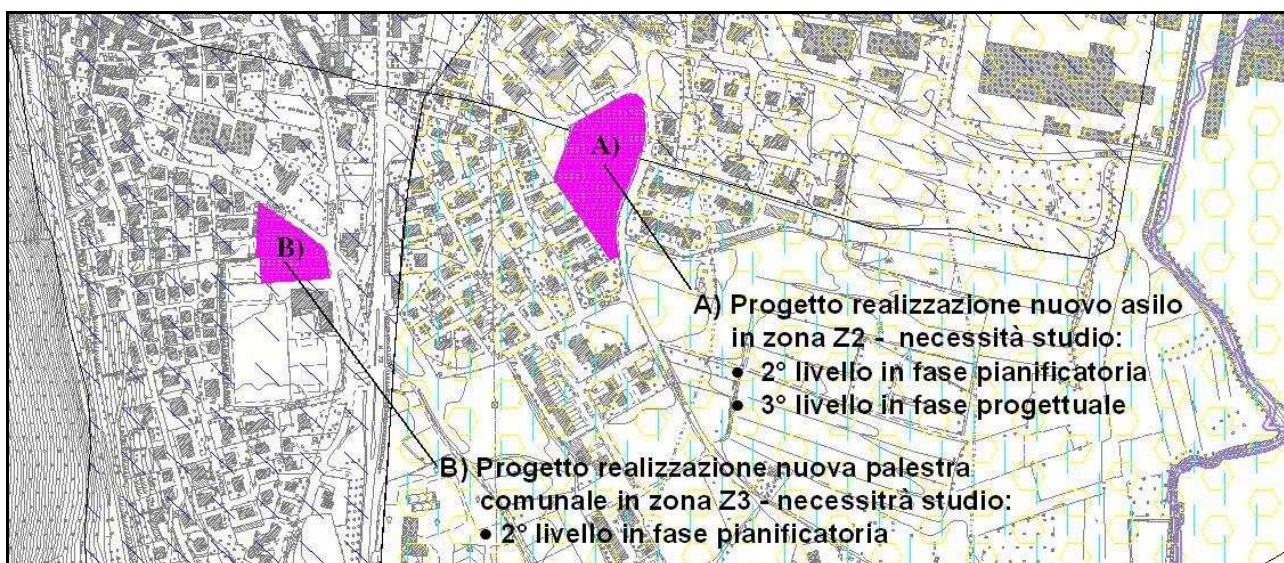 A)
B)
A) Progetto realizzazione nuovo asilo
in zona Z2 - necessità studio:
• 2° livello in fase pianificatoria
• 3° livello in fase progettuale
B) Progetto realizzazione nuova palestra
comunale in zona Z3 - necessitrà studio:
• 2° livello in fase pianificatoria